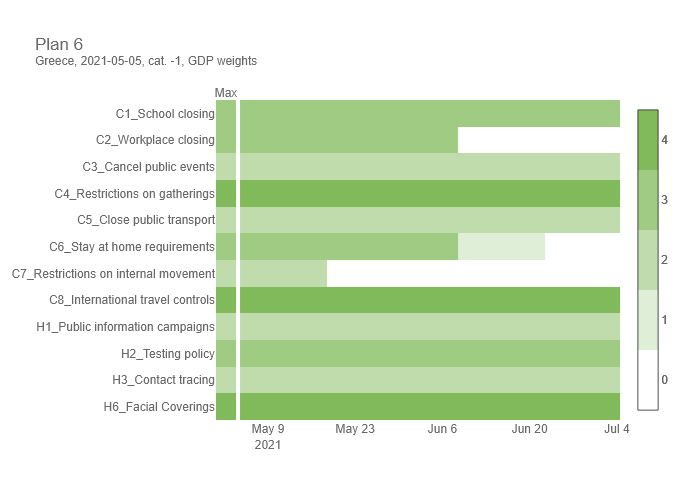 Plan 6
Greece, 2021-05-05, cat. -1, GDP weights
Max
C1_School closing
C2_Workplace closing
C3_Cancel public events
C4_Restrictions on gatherings
C5_Close public transport
C6_Stay at home requirements
C7_Restrictions on internal movement
C8_International travel controls
H1_Public information campaigns
H2_Testing policy
H3_Contact tracing
H6_Facial Coverings
May 9 May 23 Jun 6 Jun 20 Jul 4
2021
4
3
2
1
0